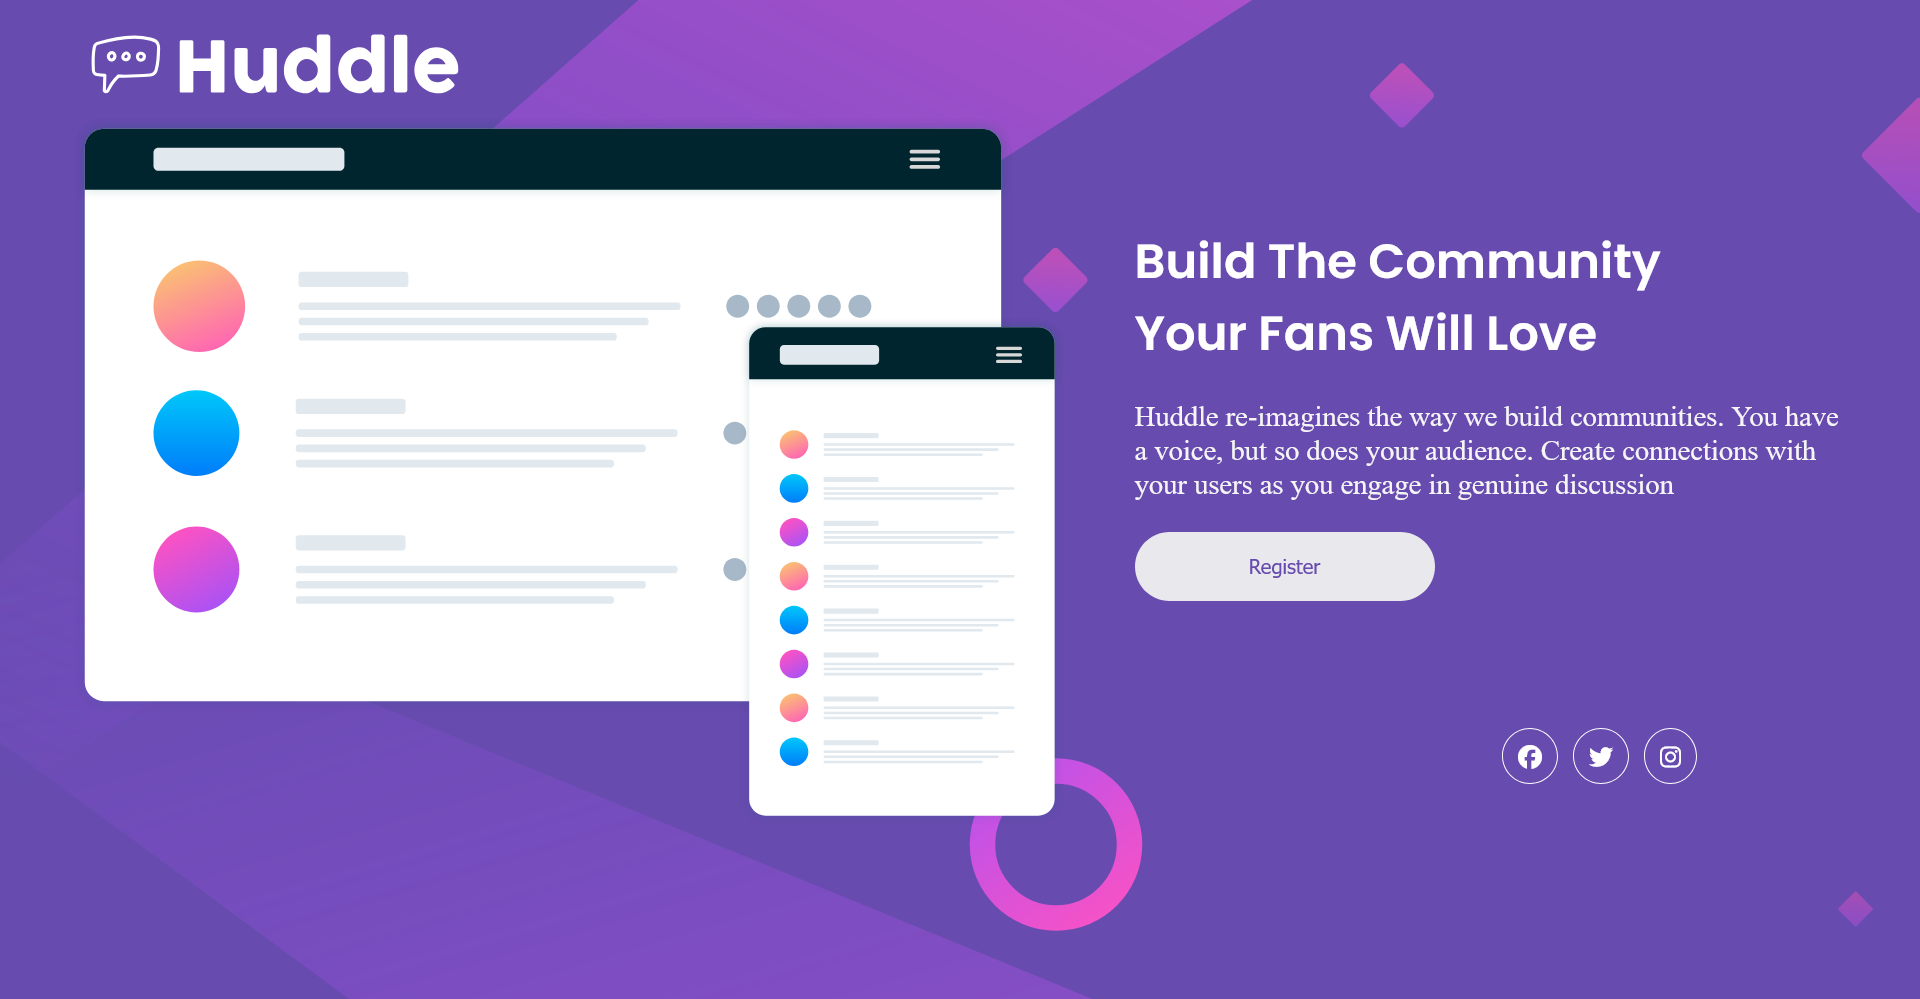 Huddle
Build The Community
Your Fans Will Love
Huddle re-imagines the way we build communities. You have
a voice, but so does your audience. Create connections with
your users as you engage in genuine discussion
Register